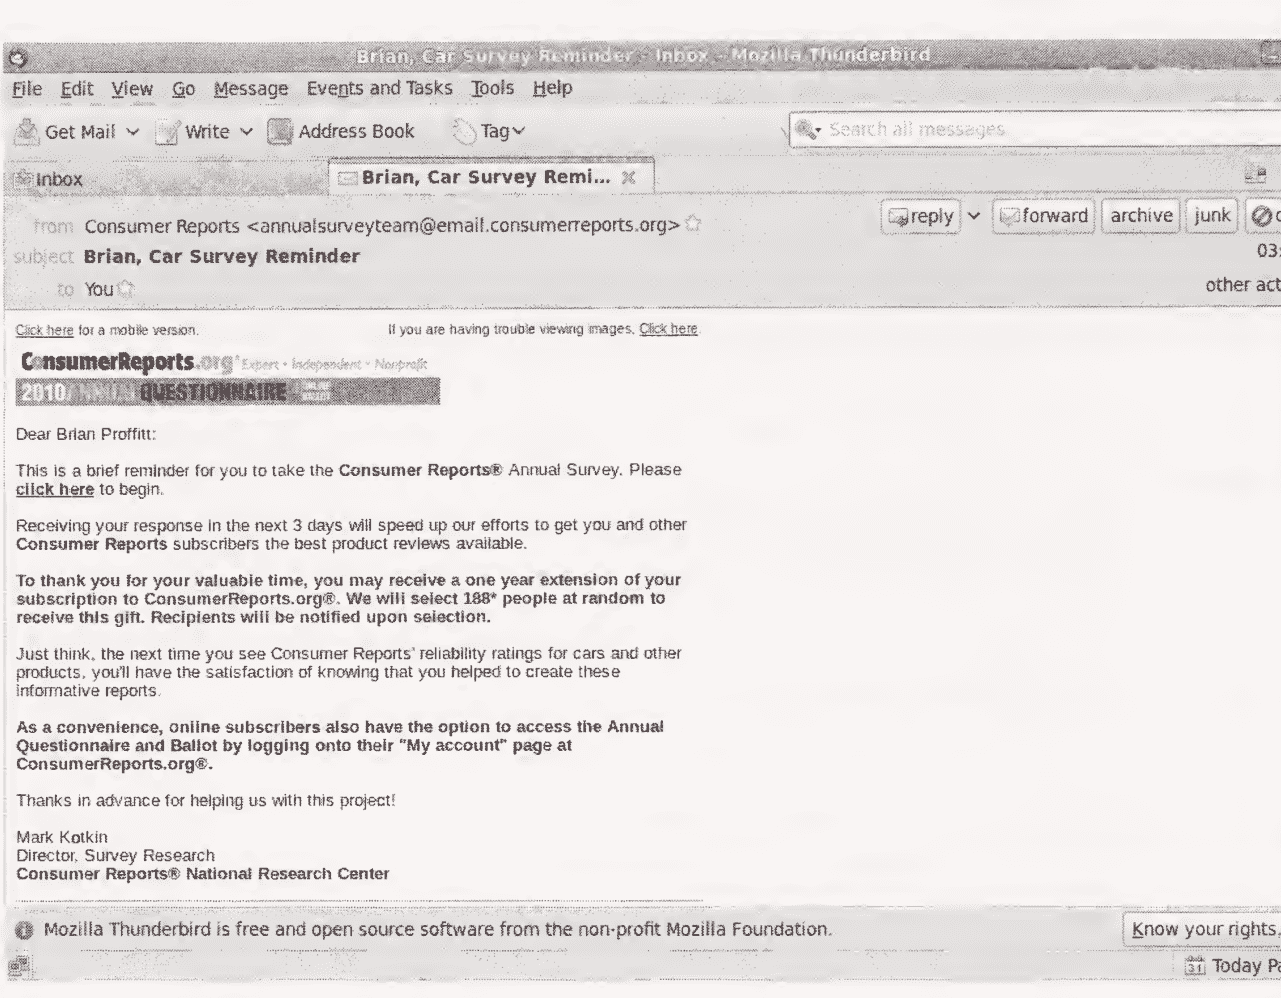 Brian, Car Survey Reminder - Inbox - Mozilla Thunderbird
File Edit View Go Message Events and Tasks Tools Help
Get Mail Write Address Book Tag Search all messages
Inbox Brian, Car Survey Remi...
from Consumer Reports <annualsurveyteam@email.consumerreports.org> reply forward archive junk
subject Brian, Car Survey Reminder 03:
to You other act
Click here for a mobile version. If you are having trouble viewing images, Click here.
ConsumerReports.org® Expert • Independent • Nonprofit
2010 ANNUAL QUESTIONNAIRE
Dear Brian Proffitt:
This is a brief reminder for you to take the Consumer Reports® Annual Survey. Please
click here to begin.
Receiving your response in the next 3 days will speed up our efforts to get you and other
Consumer Reports subscribers the best product reviews available.
To thank you for your valuable time, you may receive a one year extension of your
subscription to ConsumerReports.org®. We will select 188* people at random to
receive this gift. Recipients will be notified upon selection.
Just think, the next time you see Consumer Reports' reliability ratings for cars and other
products, you'll have the satisfaction of knowing that you helped to create these
informative reports.
As a convenience, online subscribers also have the option to access the Annual
Questionnaire and Ballot by logging onto their "My account" page at
ConsumerReports.org®.
Thanks in advance for helping us with this project!
Mark Kotkin
Director, Survey Research
Consumer Reports® National Research Center
Mozilla Thunderbird is free and open source software from the non-profit Mozilla Foundation. Know your rights.
31 Today Pa